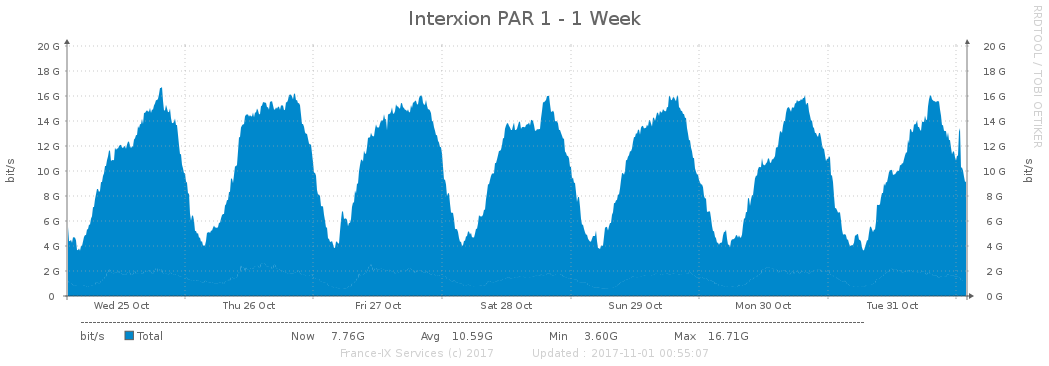 Interxion PAR 1 - 1 Week
RRDTOOL / TOBI OETIKER
20 G 20 G
18 G 18 G
16 G 16 G
14 G 14 G
12 G 12 G
10 G 10 G
8 G 8 G
6 G 6 G
4 G 4 G
2 G 2 G
0 0 G
bit/s bit/s
Wed 25 Oct Thu 26 Oct Fri 27 Oct Sat 28 Oct Sun 29 Oct Mon 30 Oct Tue 31 Oct
bit/s Total Now 7.76G Avg 10.59G Min 3.60G Max 16.71G
France-IX Services (c) 2017 Updated : 2017-11-01 00:55:07